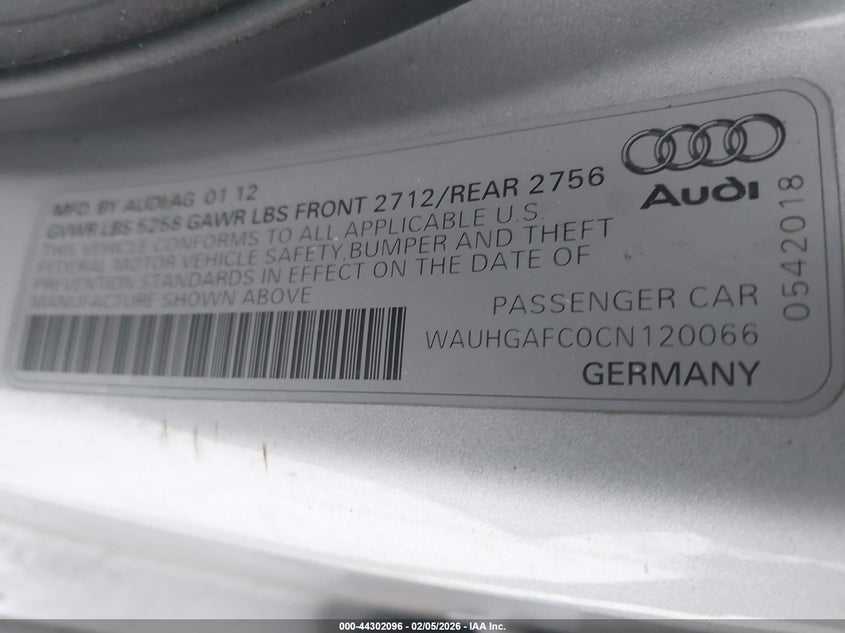 MFD. BY AUDI AG 01 12
GVWR LBS 5258 GAWR LBS FRONT 2712/REAR 2756
THIS VEHICLE CONFORMS TO ALL APPLICABLE U.S.
FEDERAL MOTOR VEHICLE SAFETY, BUMPER AND THEFT
PREVENTION STANDARDS IN EFFECT ON THE DATE OF
MANUFACTURE SHOWN ABOVE
Audi
PASSENGER CAR
WAUHGAFC0CN120066
GERMANY
0542018
000-44302096 - 02/05/2026 - IAA Inc.